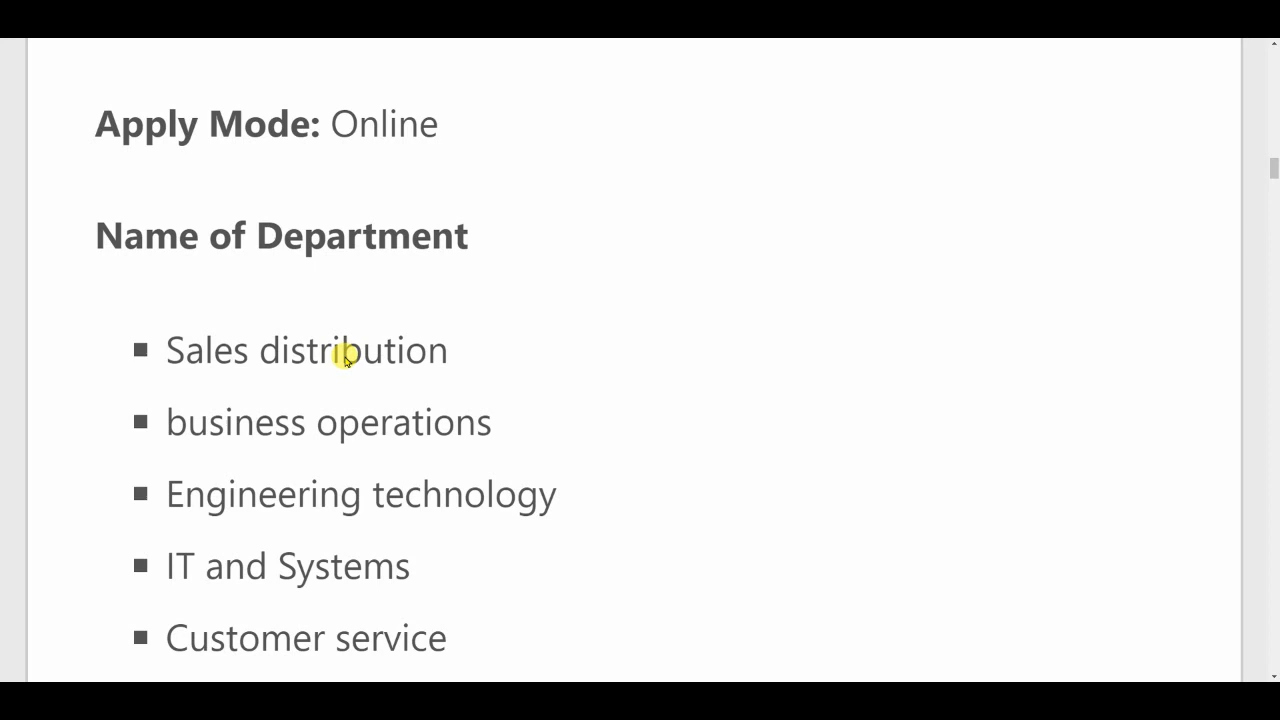 Apply Mode: Online
Name of Department
Sales distribution
business operations
Engineering technology
IT and Systems
Customer service